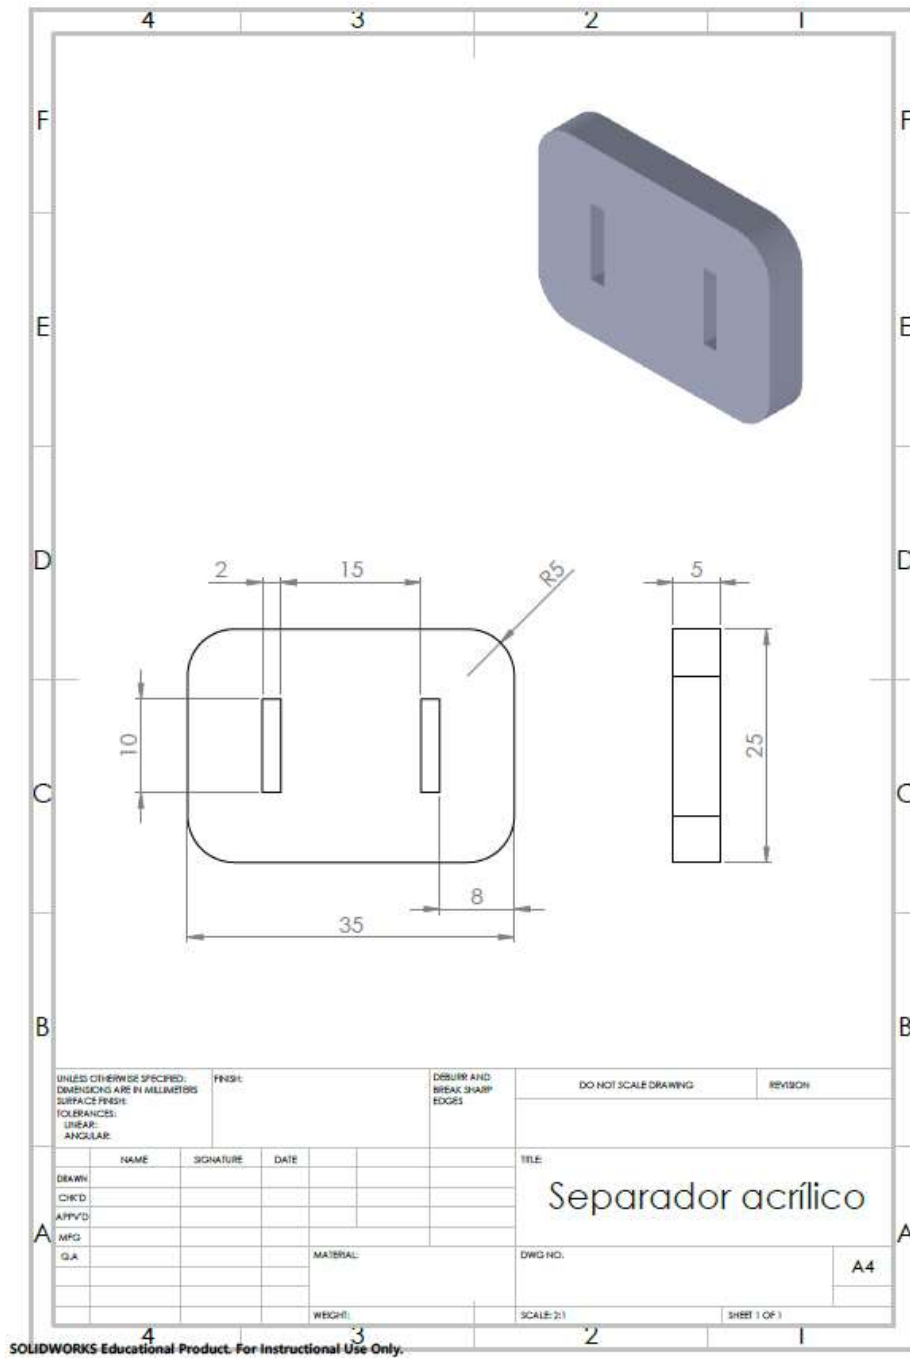 4 3 2 1
F F
E E
D D
2 15 R5 5
10 25
C C
8
35
B B
UNLESS OTHERWISE SPECIFIED:
DIMENSIONS ARE IN MILLIMETERS
SURFACE FINISH:
TOLERANCES:
LINEAR:
ANGULAR:
FINISH:
DEBURR AND
BREAK SHARP
EDGES
DO NOT SCALE DRAWING
REVISION
NAME SIGNATURE DATE
DRAWN
CHK'D
APPV'D
MFG
Q.A
TITLE:
Separador acrílico
A A
MATERIAL:
DWG NO.
A4
WEIGHT:
SCALE: 2:1
SHEET 1 OF 1
4 3 2 1
SOLIDWORKS Educational Product. For Instructional Use Only.